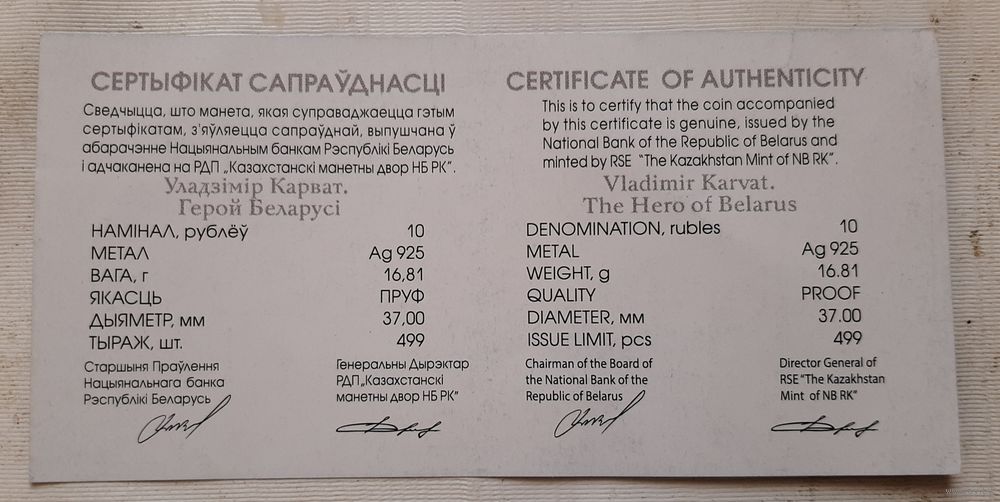 СЕРТЫФІКАТ САПРАЎДНАСЦІ
Сведчыцца, што манета, якая суправаджаецца гэтым
сертыфікатам, з'яўляецца сапраўднай, выпушчана ў
абарачэнне Нацыянальным банкам Рэспублікі Беларусь
і адчаканена на РДП „Казахстанскі манетны двор НБ РК".
Уладзімір Карват.
Герой Беларусі
НАМІНАЛ, рублёў 10
МЕТАЛ Ag 925
ВАГА, г 16,81
ЯКАСЦЬ ПРУФ
ДЫЯМЕТР, мм 37,00
ТЫРАЖ, шт. 499
Старшыня Праўлення
Нацыянальнага банка
Рэспублікі Беларусь
Генеральны Дырэктар
РДП „Казахстанскі
манетны двор НБ РК"
CERTIFICATE OF AUTHENTICITY
This is to certify that the coin accompanied
by this certificate is genuine, issued by the
National Bank of the Republic of Belarus and
minted by RSE "The Kazakhstan Mint of NB RK".
Vladimir Karvat.
The Hero of Belarus
DENOMINATION, rubles 10
METAL Ag 925
WEIGHT, g 16.81
QUALITY PROOF
DIAMETER, мм 37.00
ISSUE LIMIT, pcs 499
Chairman of the Board of
the National Bank of the
Republic of Belarus
Director General of
RSE "The Kazakhstan
Mint of NB RK"